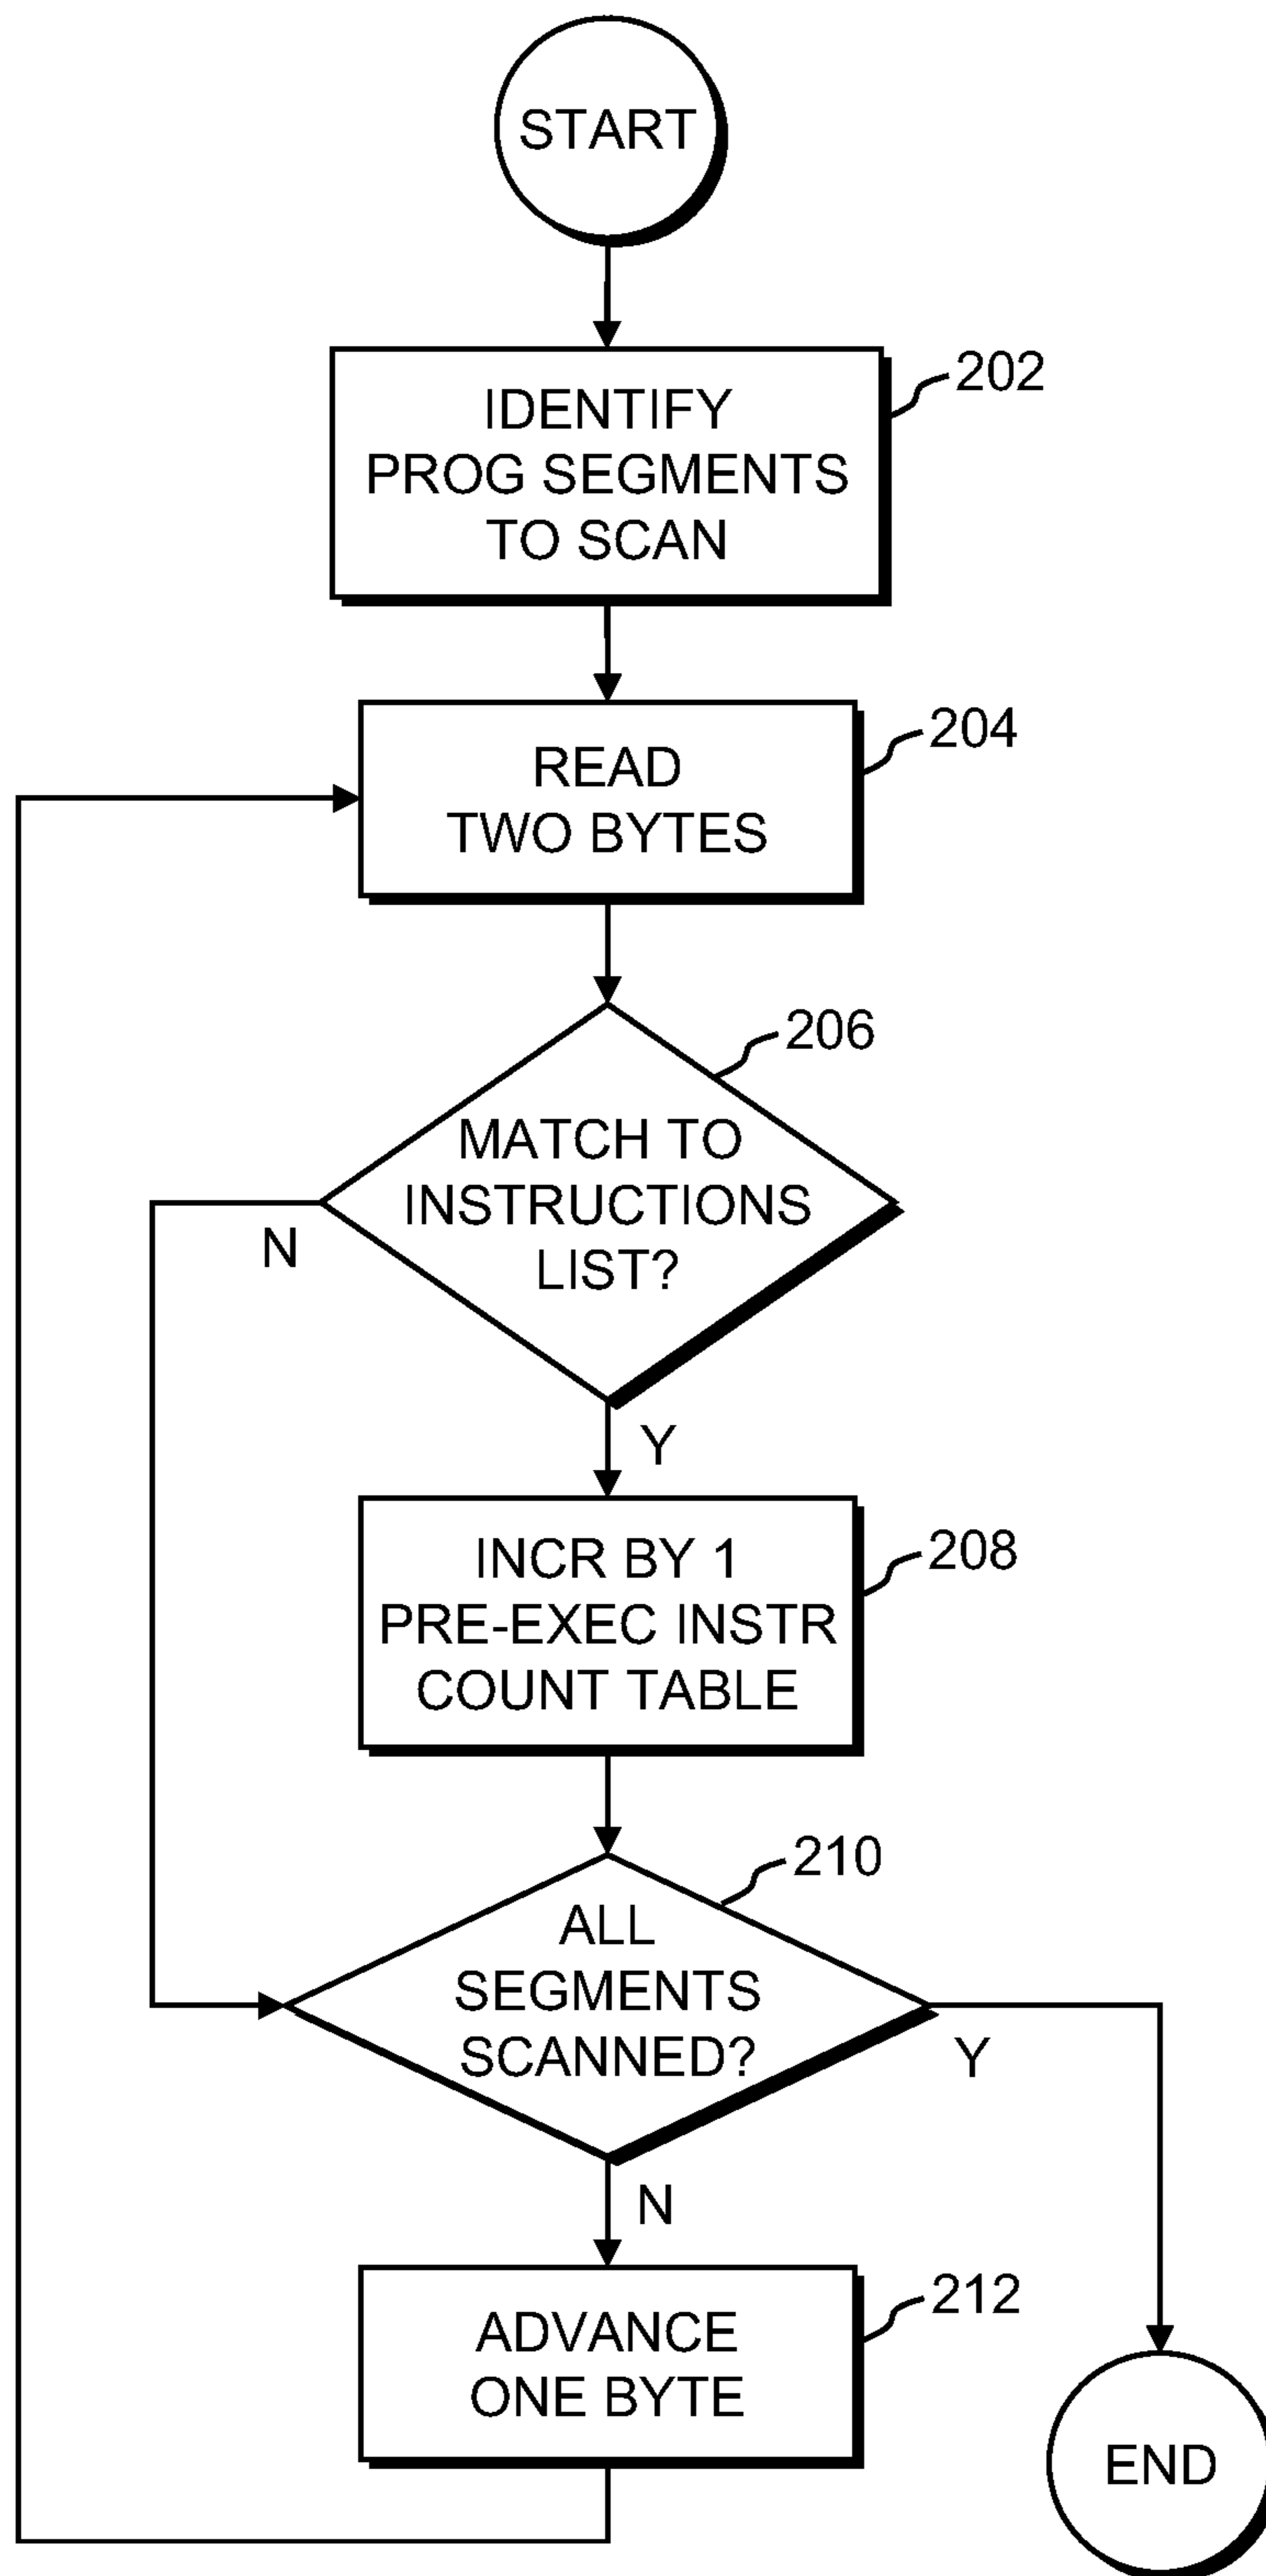 START
IDENTIFY
PROG SEGMENTS
TO SCAN
202
READ
TWO BYTES
204
MATCH TO
INSTRUCTIONS
LIST?
206
N
Y
INCR BY 1
PRE-EXEC INSTR
COUNT TABLE
208
ALL
SEGMENTS
SCANNED?
210
Y
N
ADVANCE
ONE BYTE
212
END